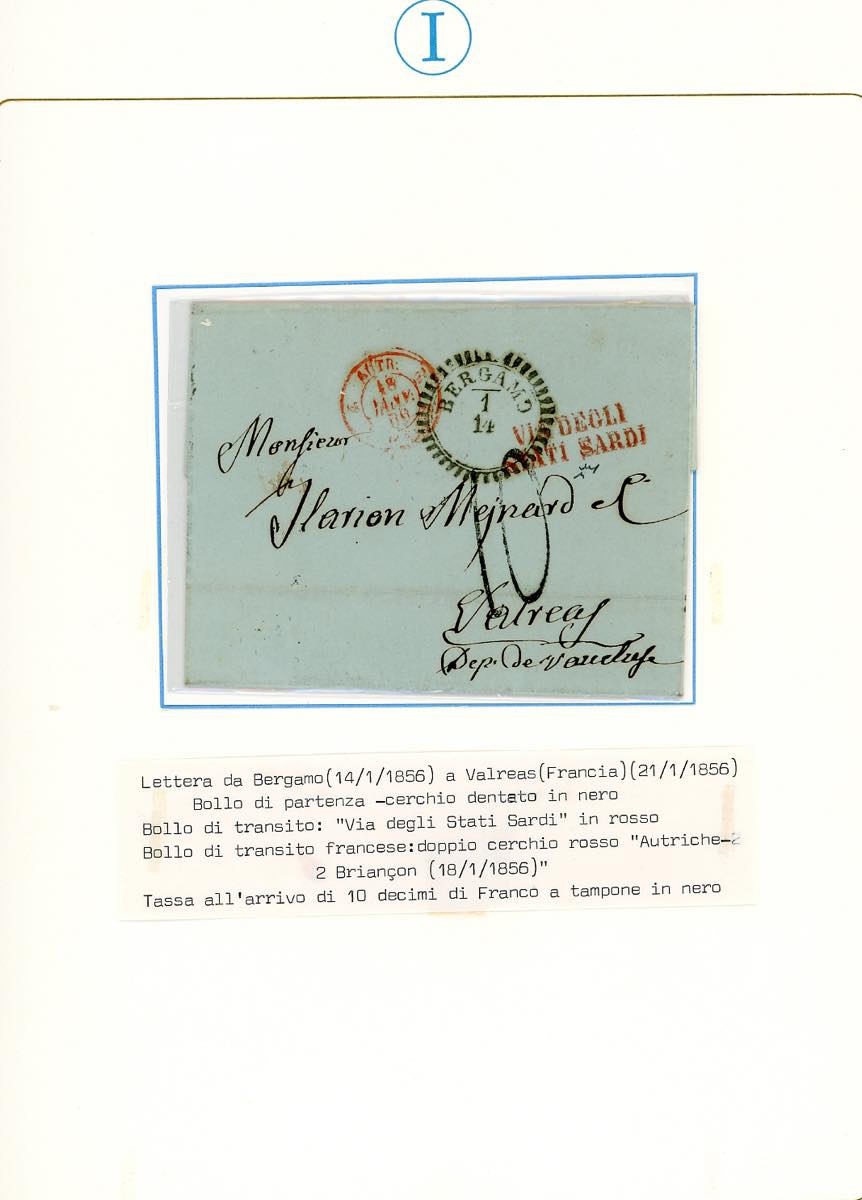 I
AUTR.
18
JANV.
56
BERGAMO
1
14
VIA DEGLI
STATI SARDI
Monsieur
Ilarion Meynard & C.
10
Valreas
Dep. de Vaucluse
Lettera da Bergamo(14/1/1856) a Valreas(Francia)(21/1/1856)
Bollo di partenza -cerchio dentato in nero
Bollo di transito: "Via degli Stati Sardi" in rosso
Bollo di transito francese:doppio cerchio rosso "Autriche-2
2 Briançon (18/1/1856)"
Tassa all'arrivo di 10 decimi di Franco a tampone in nero